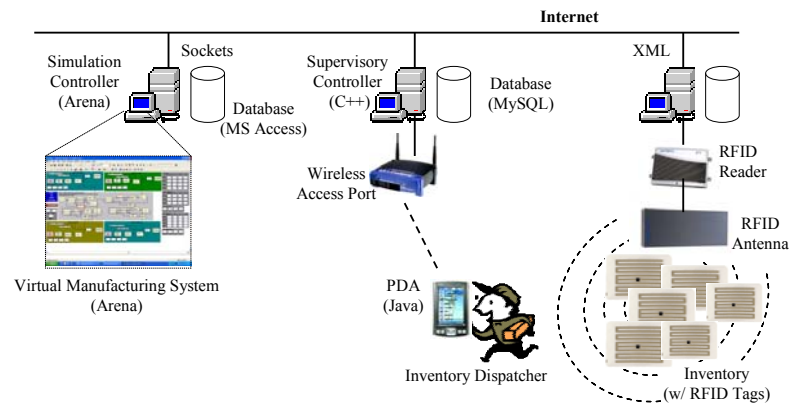 Internet
Sockets
Simulation
Controller
(Arena)
Database
(MS Access)
Supervisory
Controller
(C++)
Database
(MySQL)
XML
Wireless
Access Port
RFID
Reader
RFID
Antenna
Virtual Manufacturing System
(Arena)
PDA
(Java)
Inventory Dispatcher
Inventory
(w/ RFID Tags)